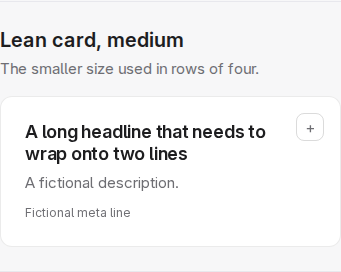 Lean card, medium
The smaller size used in rows of four.
A long headline that needs to
wrap onto two lines
+
A fictional description.
Fictional meta line